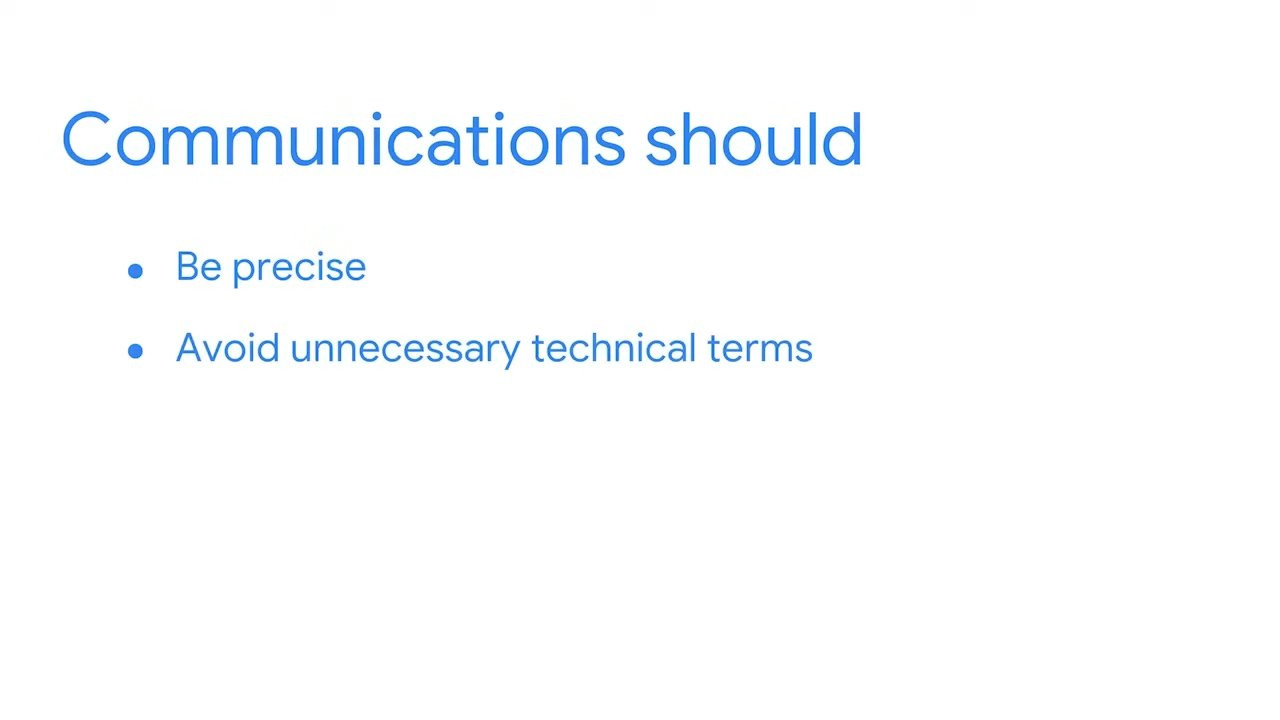 Communications should
● Be precise
● Avoid unnecessary technical terms